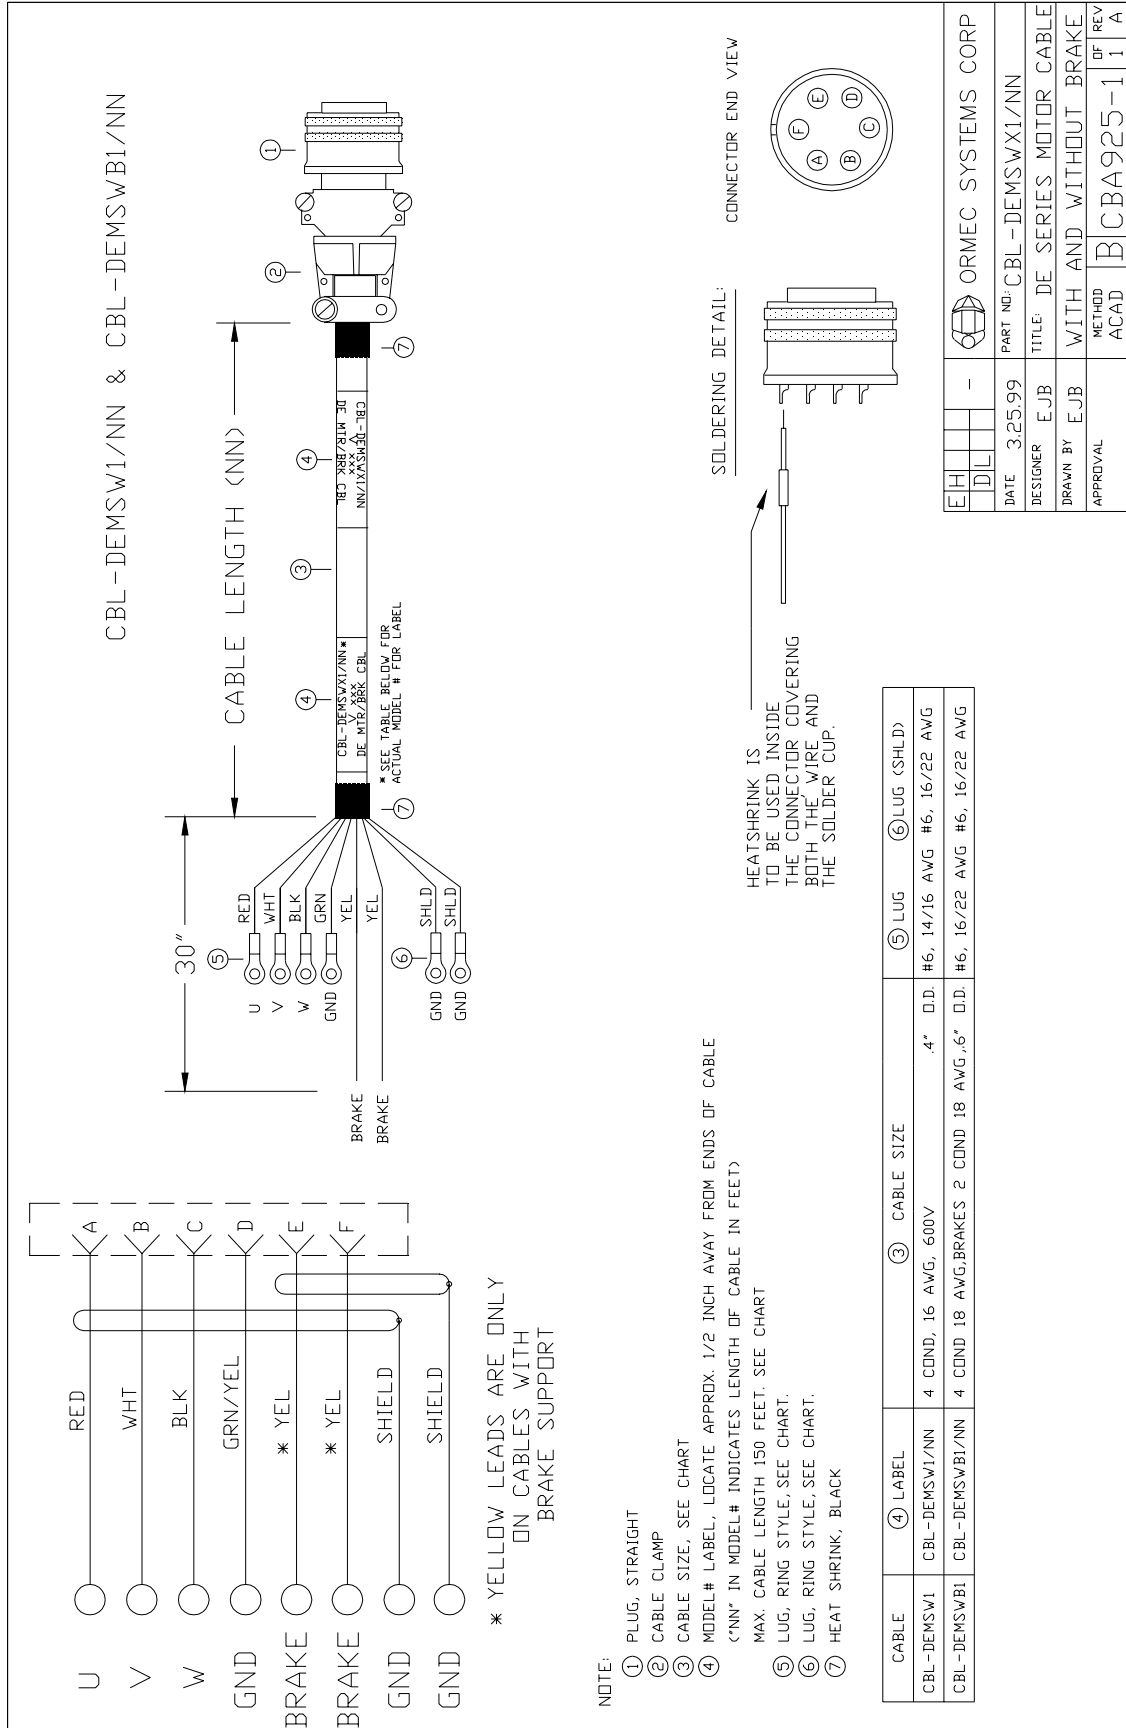 CBL-DEMSW1/NN & CBL-DEMSWB1/NN
CABLE LENGTH (NN)
30"
U
V
W
GND
BRAKE
BRAKE
GND
GND
RED
WHT
BLK
GRN/YEL
* YEL
* YEL
SHIELD
SHIELD
A
B
C
D
E
F
* YELLOW LEADS ARE ONLY
ON CABLES WITH
BRAKE SUPPORT
BRAKE
BRAKE
U
V
W
GND
GND
GND
5
6
RED
WHT
BLK
GRN
YEL
YEL
SHLD
SHLD
7
4
CBL-DEMSWX1/NN*
V XXX
DE MTR/BRK CBL
* SEE TABLE BELOW FOR
ACTUAL MODEL # FOR LABEL
3
4
CBL-DEMSWX1/NN
V XXX
DE MTR/BRK CBL
7
2
1
NOTE:
1 PLUG, STRAIGHT
2 CABLE CLAMP
3 CABLE SIZE, SEE CHART
4 MODEL# LABEL, LOCATE APPROX. 1/2 INCH AWAY FROM ENDS OF CABLE
("NN" IN MODEL# INDICATES LENGTH OF CABLE IN FEET)
MAX. CABLE LENGTH 150 FEET. SEE CHART
5 LUG, RING STYLE, SEE CHART.
6 LUG, RING STYLE, SEE CHART.
7 HEAT SHRINK, BLACK
HEATSHRINK IS
TO BE USED INSIDE
THE CONNECTOR COVERING
BOTH THE WIRE AND
THE SOLDER CUP.
SOLDERING DETAIL:
CONNECTOR END VIEW
A
B
C
D
E
F
CABLE 4 LABEL 3 CABLE SIZE 5 LUG 6 LUG (SHLD)
CBL-DEMSW1 CBL-DEMSW1/NN 4 COND, 16 AWG, 600V .4" O.D. #6, 14/16 AWG #6, 16/22 AWG
CBL-DEMSWB1 CBL-DEMSWB1/NN 4 COND 18 AWG,BRAKES 2 COND 18 AWG,.6" O.D. #6, 16/22 AWG #6, 16/22 AWG
EH
DL
-
ORMEC SYSTEMS CORP
DATE 3.25.99
PART NO: CBL-DEMSWX1/NN
DESIGNER EJB
TITLE: DE SERIES MOTOR CABLE
DRAWN BY EJB
WITH AND WITHOUT BRAKE
APPROVAL
METHOD
ACAD
B
CBA925-1
OF
1
REV
A